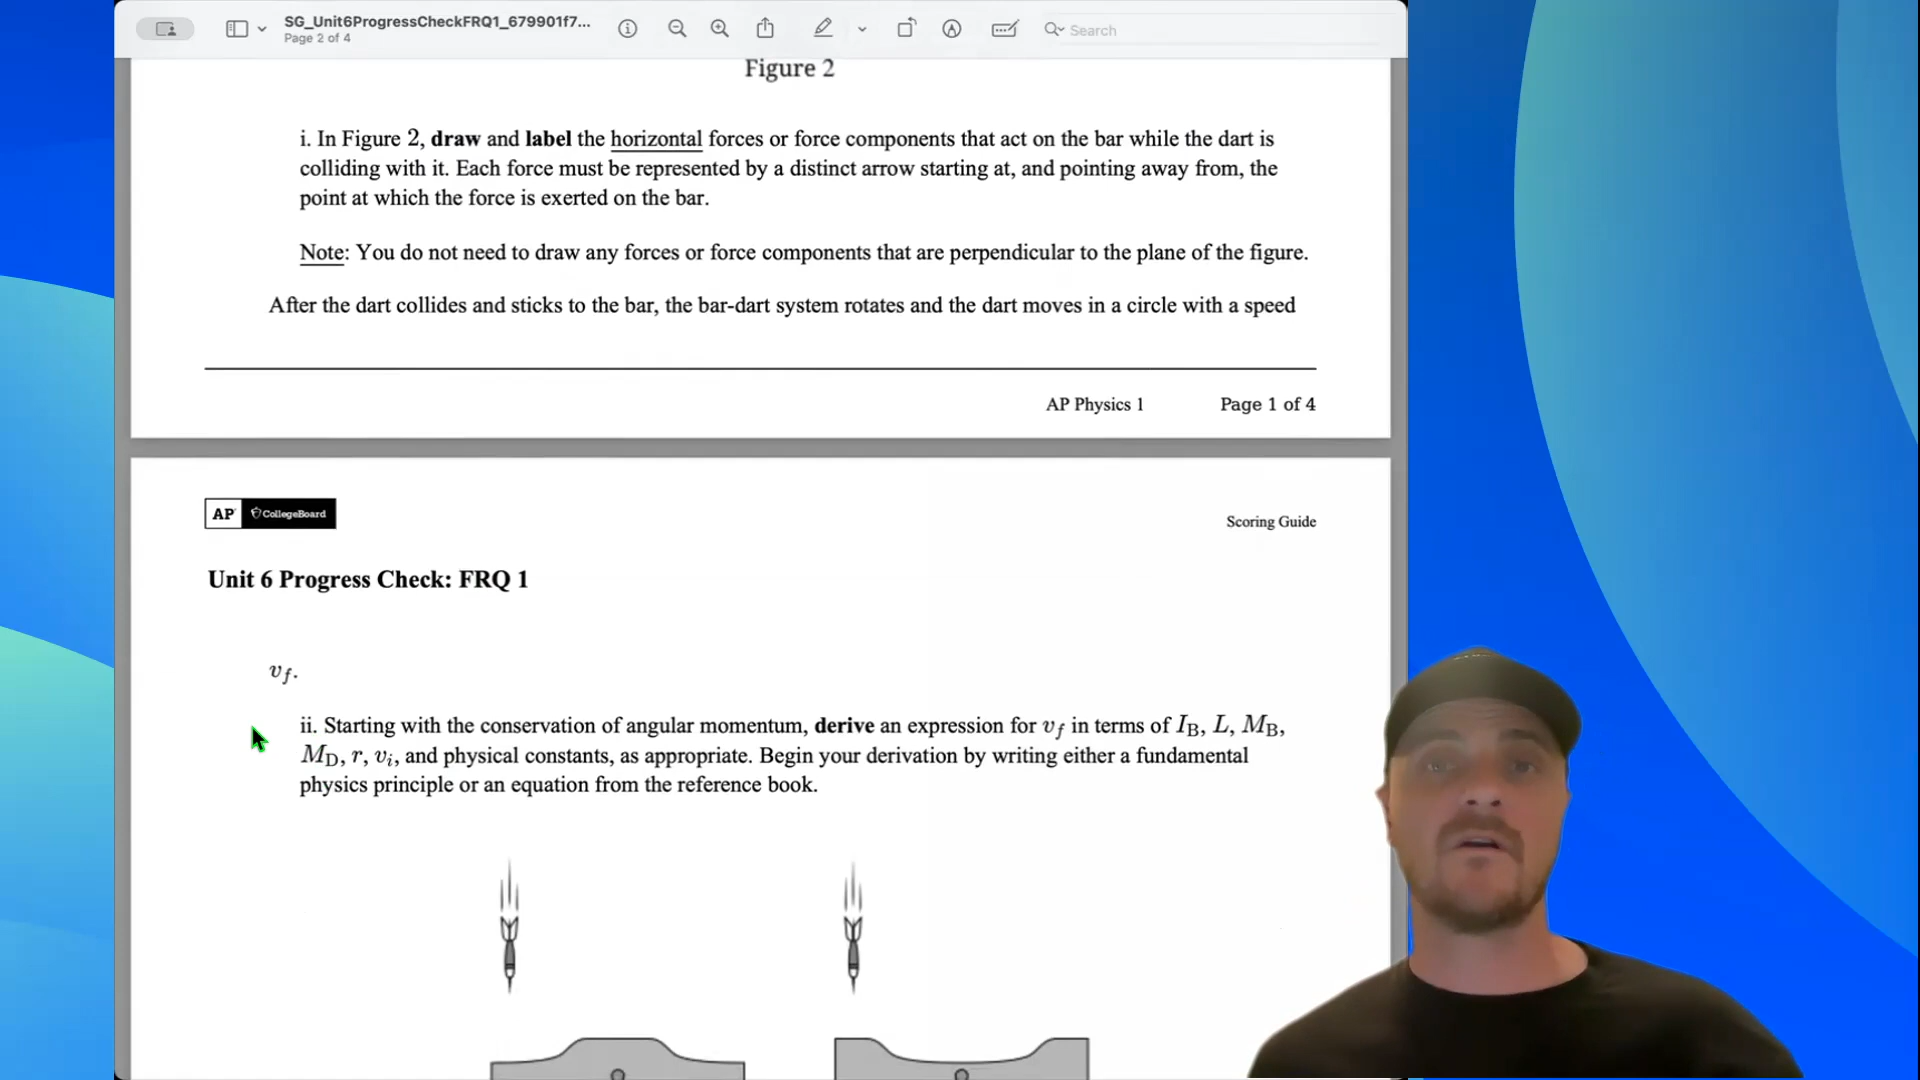 SG_Unit6ProgressCheckFRQ1_679901f7...
Page 2 of 4
Search
Figure 2
i. In Figure 2, draw and label the horizontal forces or force components that act on the bar while the dart is
colliding with it. Each force must be represented by a distinct arrow starting at, and pointing away from, the
point at which the force is exerted on the bar.
Note: You do not need to draw any forces or force components that are perpendicular to the plane of the figure.
After the dart collides and sticks to the bar, the bar-dart system rotates and the dart moves in a circle with a speed
AP Physics 1 Page 1 of 4
AP CollegeBoard
Scoring Guide
Unit 6 Progress Check: FRQ 1
v_f.
ii. Starting with the conservation of angular momentum, derive an expression for v_f in terms of I_B, L, M_B,
M_D, r, v_i, and physical constants, as appropriate. Begin your derivation by writing either a fundamental
physics principle or an equation from the reference book.